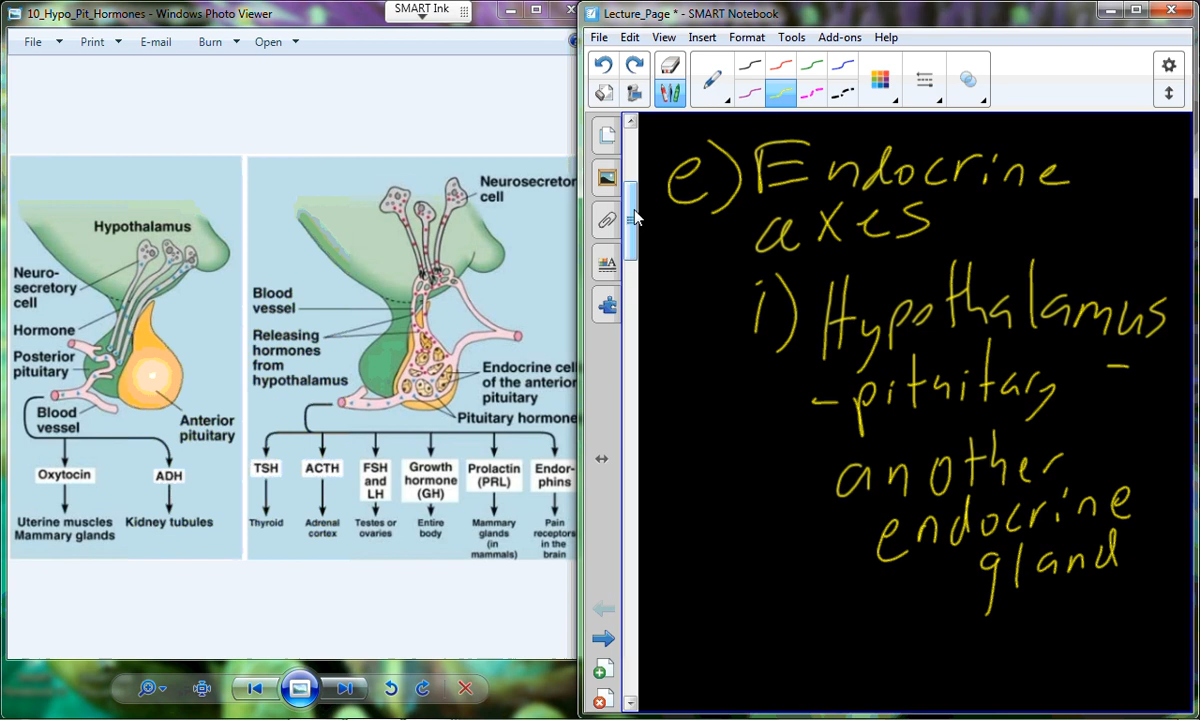 10_Hypo_Pit_Hormones - Windows Photo Viewer
SMART Ink
File Print E-mail Burn Open
Hypothalamus
Neuro-
secretory
cell
Hormone
Posterior
pituitary
Blood
vessel
Anterior
pituitary
Oxytocin ADH
Uterine muscles
Mammary glands
Kidney tubules
Neurosecretor
cell
Blood
vessel
Releasing
hormones
from
hypothalamus
Endocrine cel
of the anterior
pituitary
Pituitary hormone
TSH
ACTH
FSH
and
LH
Growth
hormone
(GH)
Prolactin
(PRL)
Endor-
phins
Thyroid
Adrenal
cortex
Testes or
ovaries
Entire
body
Mammary
glands
(in
mammals)
Pain
receptors
in the
brain
Lecture_Page * - SMART Notebook
File Edit View Insert Format Tools Add-ons Help
e) Endocrine
axes
i) Hypothalamus
-pituitary -
another
endocrine
gland